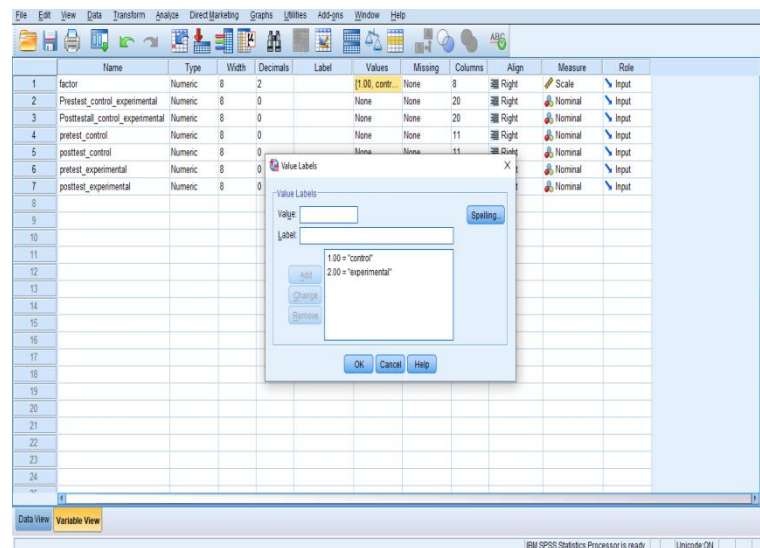 File Edit View Data Transform Analyze Direct Marketing Graphs Utilities Add-ons Window Help
Name Type Width Decimals Label Values Missing Columns Align Measure Role
1 factor Numeric 8 2 {1.00, contr... None 8 Right Scale Input
2 Prestest_control_experimental Numeric 8 0 None None 20 Right Nominal Input
3 Posttestall_control_experimental Numeric 8 0 None None 20 Right Nominal Input
4 pretest_control Numeric 8 0 None None 11 Right Nominal Input
5 posttest_control Numeric 8 0 None None 11 Right Nominal Input
6 pretest_experimental Numeric 8 0 Nominal Input
7 posttest_experimental Numeric 8 0 Nominal Input
8
9
10
11
12
13
14
15
16
17
18
19
20
21
22
23
24
Value Labels X
Value Labels
Value: Spelling...
Label:
1.00 = "control"
Add 2.00 = "experimental"
Change
Remove
OK Cancel Help
Data View Variable View
IBM SPSS Statistics Processor is ready Unicode:ON